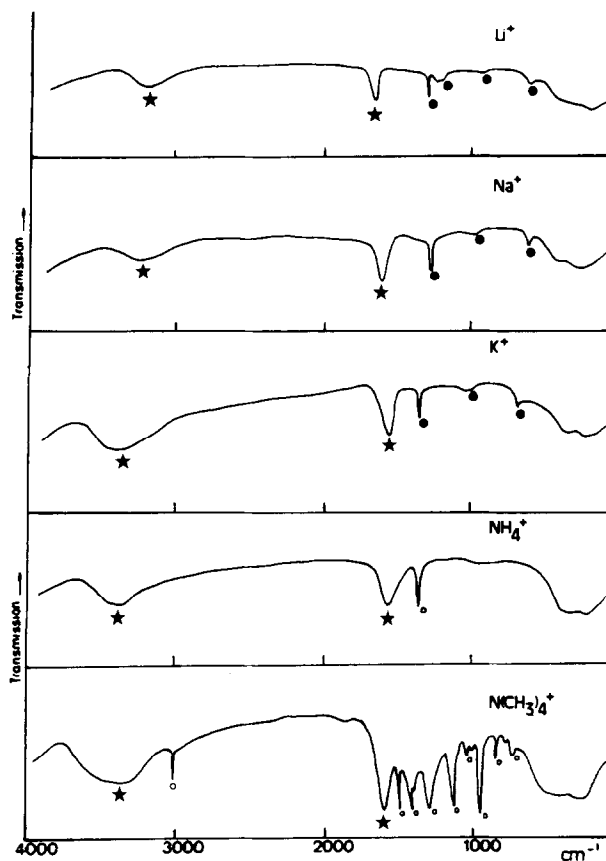 Li⁺
Na⁺
Transmission →
K⁺
NH₄⁺
Transmission →
N(CH₃)₄⁺
4000 3000 2000 1000 cm⁻¹